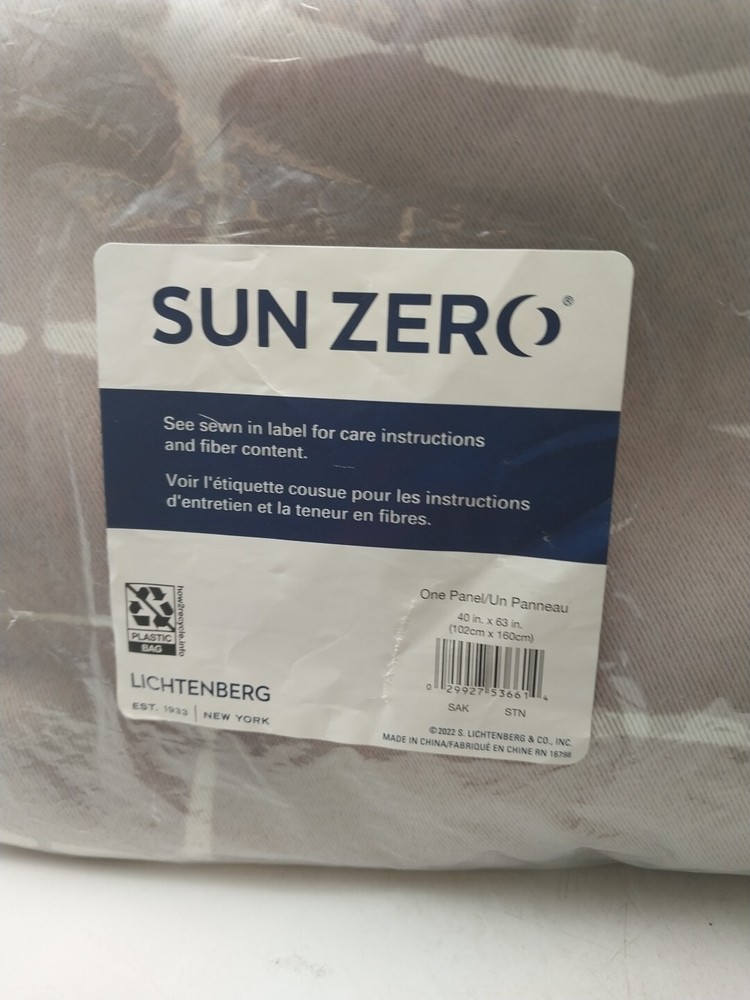 SUN ZERO®
See sewn in label for care instructions
and fiber content.
Voir l'étiquette cousue pour les instructions
d'entretien et la teneur en fibres.
how2recycle.info
PLASTIC
BAG
LICHTENBERG
EST. 1933 | NEW YORK
One Panel/Un Panneau
40 in. x 63 in.
(102cm x 160cm)
0 29927 53661 4
SAK STN
©2022 S. LICHTENBERG & CO., INC.
MADE IN CHINA/FABRIQUÉ EN CHINE RN 16798